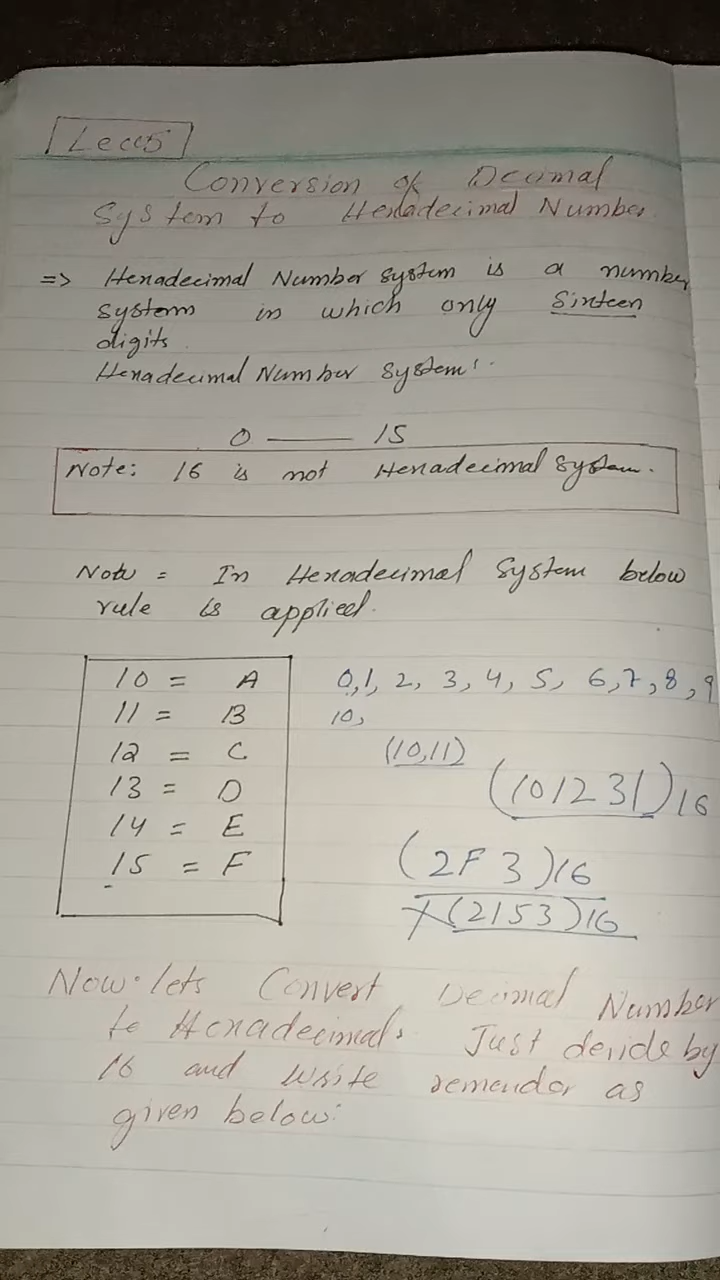 Lec 5
Conversion of Decimal
System to Hexadecimal Number
=> Hexadecimal Number System is a number
system in which only Sixteen
digits.
Hexadecimal Number System:
0 —— 15
Note: 16 is not Hexadecimal System.
Note = In Hexadecimal System below
rule is applied.
10 = A
11 = B
12 = C
13 = D
14 = E
15 = F
0,1, 2, 3, 4, 5, 6,7,8,9
10,
(10,11)
(101231)16
(2F3)16
X(2153)16
Now lets Convert Decimal Number
to Hexadecimal. Just devide by
16 and write remendor as
given below: